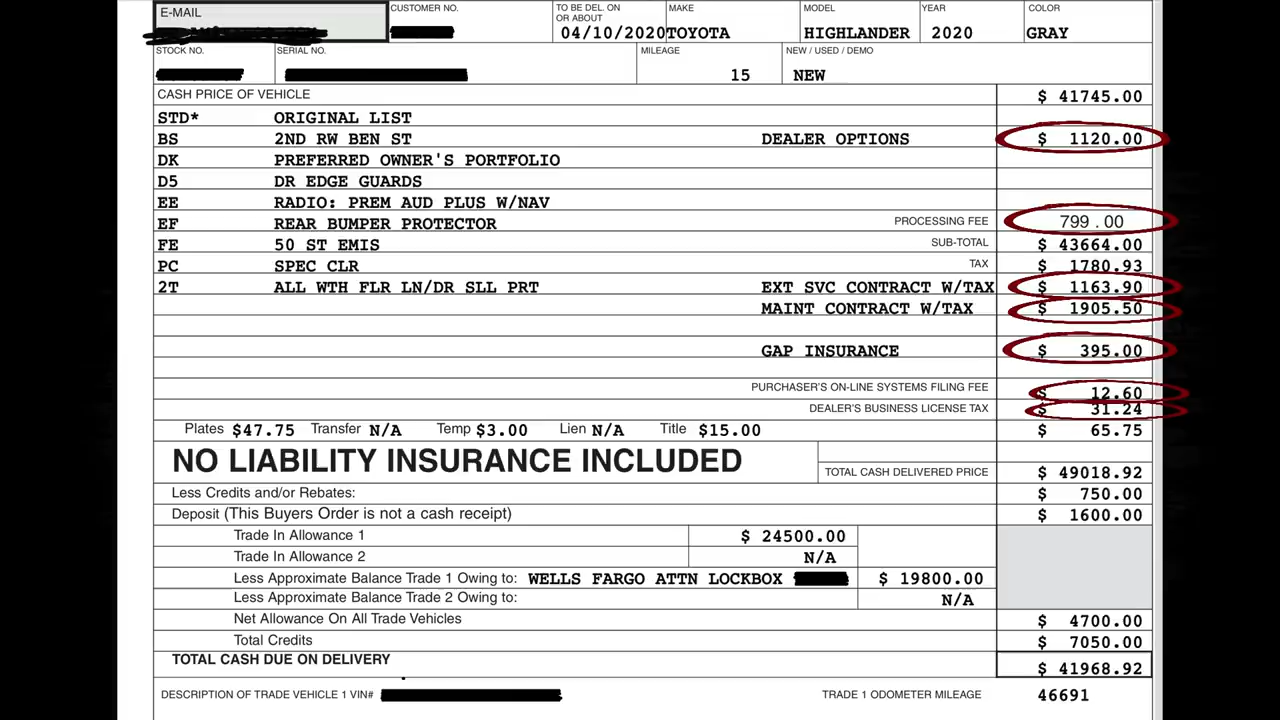 E-MAIL CUSTOMER NO. TO BE DEL. ON OR ABOUT MAKE MODEL YEAR COLOR
04/10/2020 TOYOTA HIGHLANDER 2020 GRAY
STOCK NO. SERIAL NO. MILEAGE NEW / USED / DEMO
15 NEW
CASH PRICE OF VEHICLE $ 41745.00
STD* ORIGINAL LIST
BS 2ND RW BEN ST DEALER OPTIONS $ 1120.00
DK PREFERRED OWNER'S PORTFOLIO
D5 DR EDGE GUARDS
EE RADIO: PREM AUD PLUS W/NAV
EF REAR BUMPER PROTECTOR PROCESSING FEE 799 . 00
FE 50 ST EMIS SUB-TOTAL $ 43664.00
PC SPEC CLR TAX $ 1780.93
2T ALL WTH FLR LN/DR SLL PRT EXT SVC CONTRACT W/TAX $ 1163.90
MAINT CONTRACT W/TAX $ 1905.50
GAP INSURANCE $ 395.00
PURCHASER'S ON-LINE SYSTEMS FILING FEE $ 12.60
DEALER'S BUSINESS LICENSE TAX $ 31.24
Plates $47.75 Transfer N/A Temp $3.00 Lien N/A Title $15.00 $ 65.75
NO LIABILITY INSURANCE INCLUDED
TOTAL CASH DELIVERED PRICE $ 49018.92
Less Credits and/or Rebates: $ 750.00
Deposit (This Buyers Order is not a cash receipt) $ 1600.00
Trade In Allowance 1 $ 24500.00
Trade In Allowance 2 N/A
Less Approximate Balance Trade 1 Owing to: WELLS FARGO ATTN LOCKBOX $ 19800.00
Less Approximate Balance Trade 2 Owing to: N/A
Net Allowance On All Trade Vehicles $ 4700.00
Total Credits $ 7050.00
TOTAL CASH DUE ON DELIVERY $ 41968.92
DESCRIPTION OF TRADE VEHICLE 1 VIN# TRADE 1 ODOMETER MILEAGE 46691